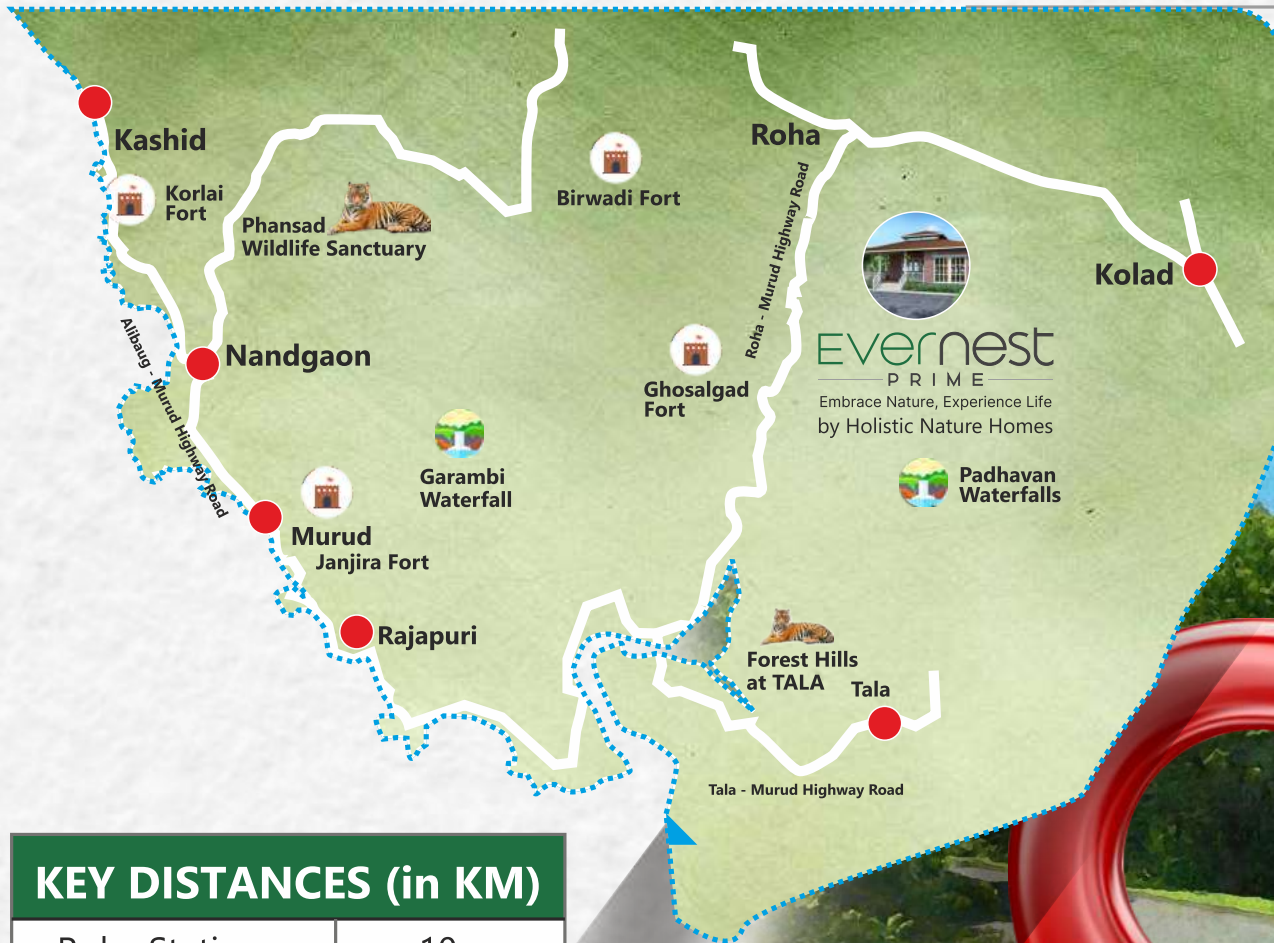 Kashid
Korlai
Fort
Phansad
Wildlife Sanctuary
Birwadi Fort
Roha
Roha - Murud Highway Road
Kolad
Alibaug - Murud Highway Road
Nandgaon
Ghosalgad
Fort
EVernest
PRIME
Embrace Nature, Experience Life
by Holistic Nature Homes
Garambi
Waterfall
Padhavan
Waterfalls
Murud
Janjira Fort
Rajapuri
Forest Hills
at TALA
Tala
Tala - Murud Highway Road
KEY DISTANCES (in KM)